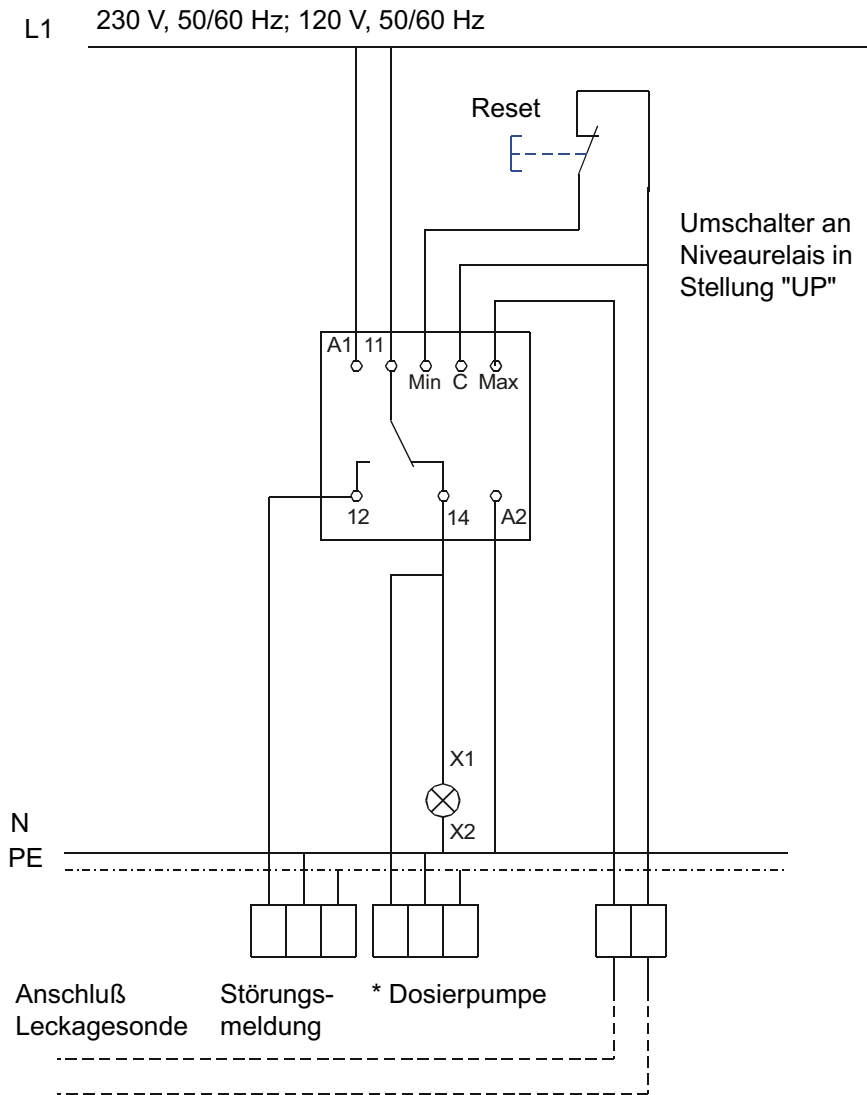 L1 230 V, 50/60 Hz; 120 V, 50/60 Hz
Reset
Umschalter an
Niveaurelais in
Stellung "UP"
A1 11
Min C Max
12 14 A2
X1
X2
N
PE
Anschluß
Leckagesonde
Störungs-
meldung
* Dosierpumpe